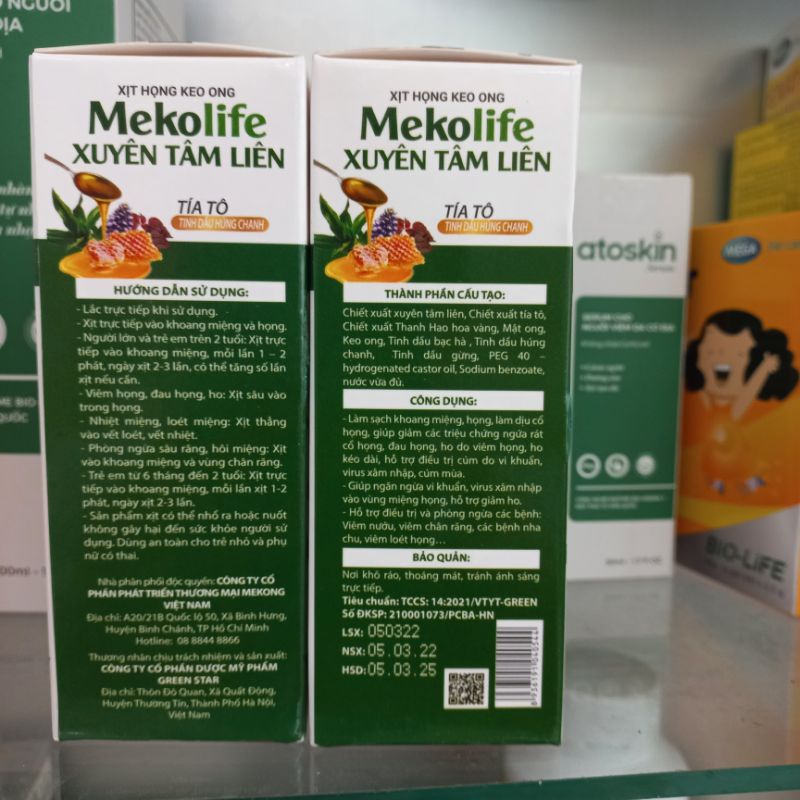 XỊT HỌNG KEO ONG
Mekolife
XUYÊN TÂM LIÊN
TÍA TÔ
TINH DẦU HÚNG CHANH
HƯỚNG DẪN SỬ DỤNG:
- Lắc trực tiếp khi sử dụng.
- Xịt trực tiếp vào khoang miệng và họng.
- Người lớn và trẻ em trên 2 tuổi: Xịt trực
tiếp vào khoang miệng, mỗi lần 1 – 2
phát, ngày xịt 2-3 lần, có thể tăng số lần
xịt nếu cần.
- Viêm họng, đau họng, ho: Xịt sâu vào
trong họng.
- Nhiệt miệng, loét miệng: Xịt thẳng
vào vết loét, vết nhiệt.
- Phòng ngừa sâu răng, hôi miệng: Xịt
vào khoang miệng và vùng chân răng.
- Trẻ em từ 6 tháng đến 2 tuổi: Xịt trực
tiếp vào khoang miệng, mỗi lần xịt 1-2
phát, ngày xịt 2-3 lần.
- Sản phẩm xịt có thể nhổ ra hoặc nuốt
không gây hại đến sức khỏe người sử
dụng. Dùng an toàn cho trẻ nhỏ và phụ
nữ có thai.
Nhà phân phối độc quyền: CÔNG TY CỔ
PHẦN PHÁT TRIỂN THƯƠNG MẠI MEKONG
VIỆT NAM
Địa chỉ: A20/21B Quốc lộ 50, Xã Bình Hưng,
Huyện Bình Chánh, TP Hồ Chí Minh
Hotline: 08 8844 8866
Thương nhân chịu trách nhiệm và sản xuất:
CÔNG TY CỔ PHẦN DƯỢC MỸ PHẨM
GREEN STAR
Địa chỉ: Thôn Đô Quan, Xã Quất Động,
Huyện Thường Tín, Thành Phố Hà Nội,
Việt Nam
XỊT HỌNG KEO ONG
Mekolife
XUYÊN TÂM LIÊN
TÍA TÔ
TINH DẦU HÚNG CHANH
THÀNH PHẦN CẤU TẠO:
Chiết xuất xuyên tâm liên, Chiết xuất tía tô,
Chiết xuất Thanh Hao hoa vàng, Mật ong,
Keo ong, Tinh dầu bạc hà , Tinh dầu húng
chanh, Tinh dầu gừng, PEG 40 –
hydrogenated castor oil, Sodium benzoate,
nước vừa đủ.
CÔNG DỤNG:
- Làm sạch khoang miệng, họng, làm dịu cổ
họng, giúp giảm các triệu chứng ngứa rát
cổ họng, đau họng, ho do viêm họng, ho
kéo dài, hỗ trợ điều trị cúm do vi khuẩn,
virus xâm nhập, cúm mùa.
- Giúp ngăn ngừa vi khuẩn, virus xâm nhập
vào vùng miệng họng, hỗ trợ giảm ho.
- Hỗ trợ điều trị và phòng ngừa các bệnh:
Viêm nướu, viêm chân răng, các bệnh nha
chu, viêm loét họng…
BẢO QUẢN:
Nơi khô ráo, thoáng mát, tránh ánh sáng
trực tiếp.
Tiêu chuẩn: TCCS: 14:2021/VTYT-GREEN
Số ĐKSP: 210001073/PCBA-HN
LSX: 050322
NSX: 05.03.22
HSD: 05.03.25
8936191040544
atoskin
SERUM CHO
NGƯỜI VIÊM DA CƠ ĐỊA
MEGA
BIO-LiFE
NGƯỜI
ĐỊA